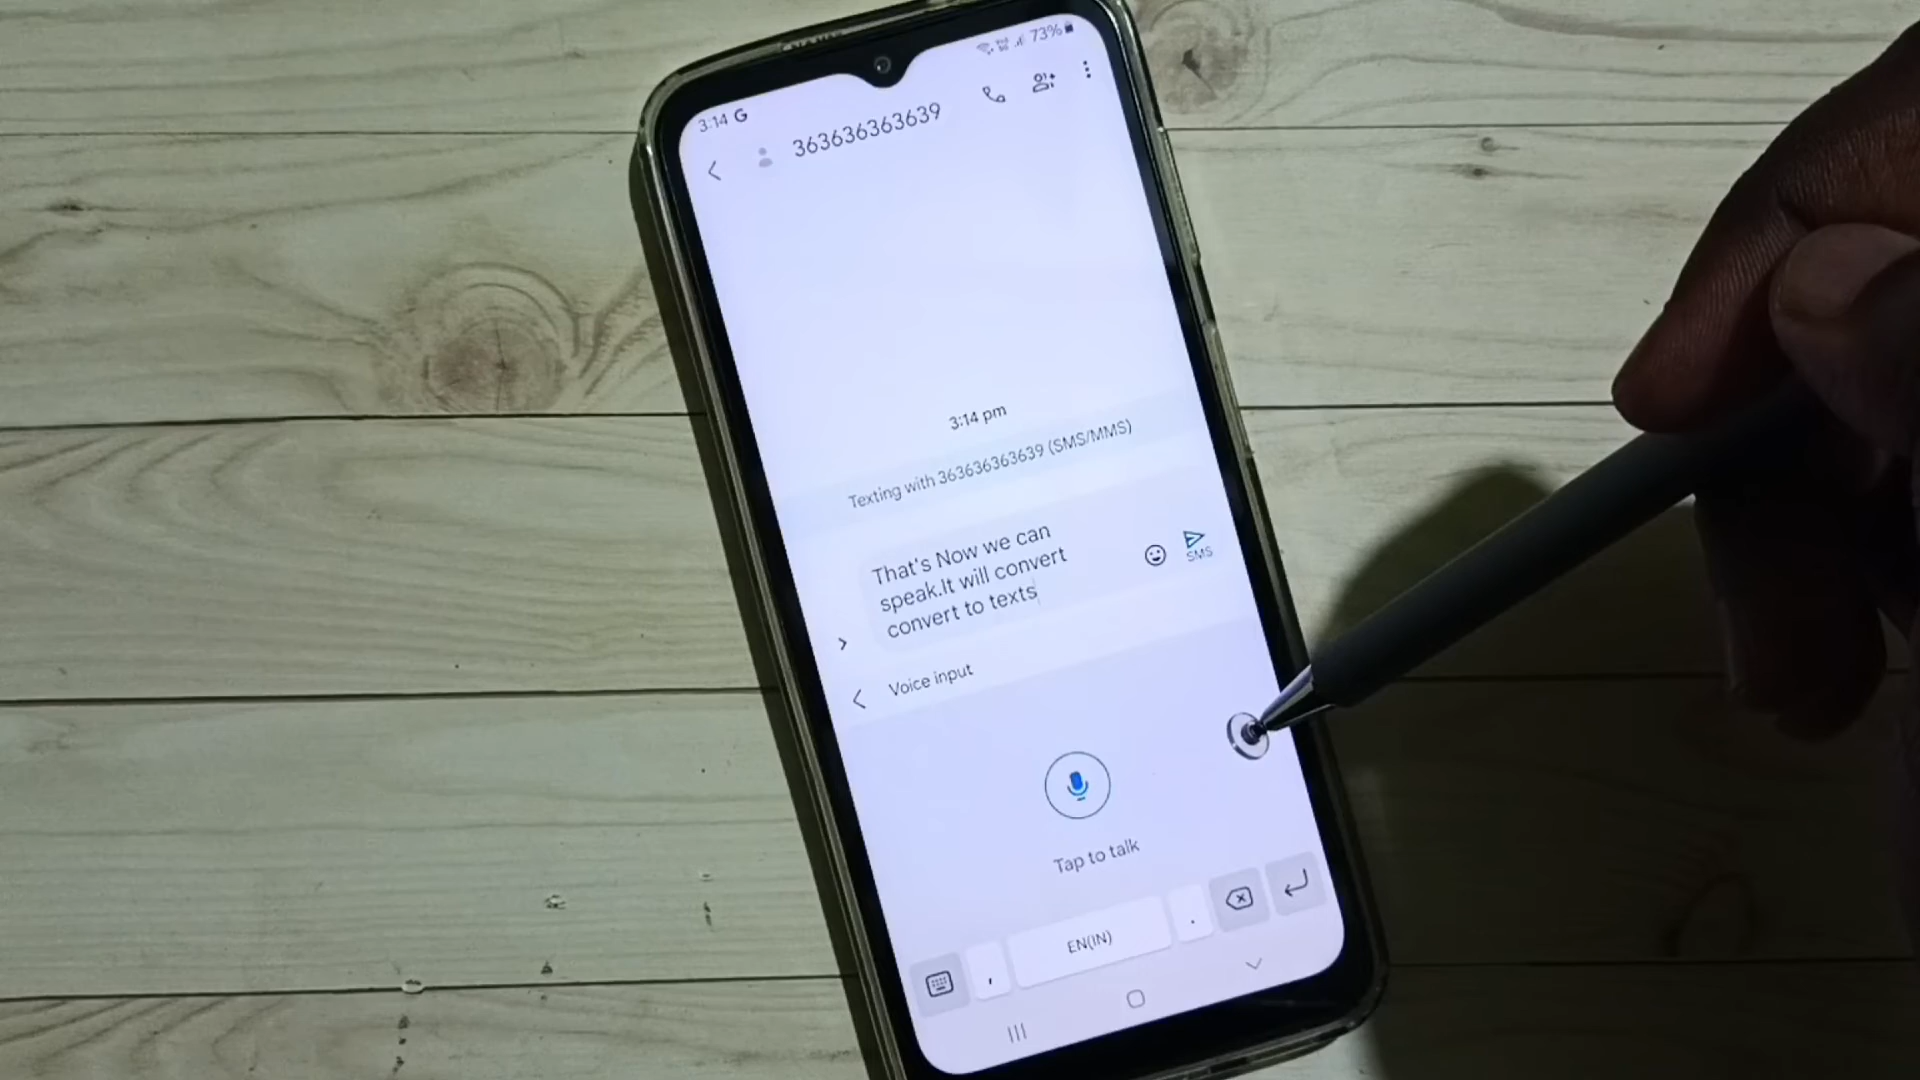 73%
3:14 G
363636363639
3:14 pm
Texting with 363636363639 (SMS/MMS)
That's Now we can
speak.It will convert
convert to texts
SMS
Voice input
Tap to talk
, EN(IN) .